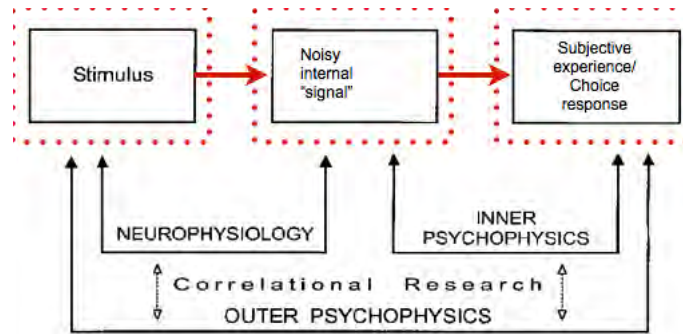 Stimulus
Noisy
internal
"signal"
Subjective
experience/
Choice
response
NEUROPHYSIOLOGY
INNER
PSYCHOPHYSICS
Correlational Research
OUTER PSYCHOPHYSICS